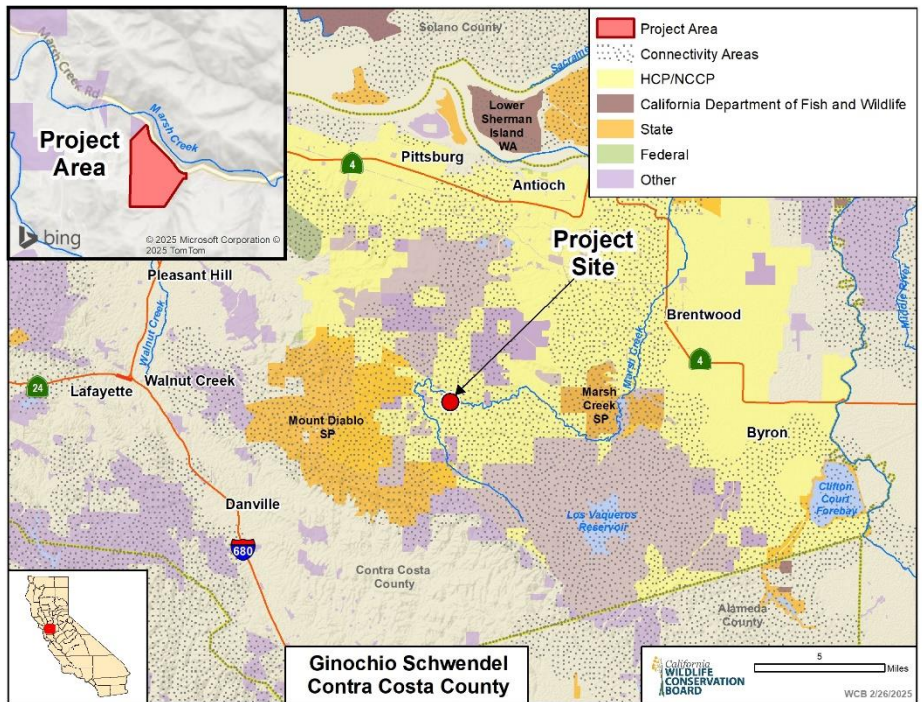 Marsh Creek Rd
Marsh Creek
Project
Area
bing
© 2025 Microsoft Corporation ©
2025 TomTom
Solano County
Lower
Sherman
Island
WA
Pittsburg
4
Antioch
Project Area
Connectivity Areas
HCP/NCCP
California Department of Fish and Wildlife
State
Federal
Other
Project
Site
Pleasant Hill
Walnut Creek
Middle River
Brentwood
4
24
Lafayette
Walnut Creek
Marsh Creek
Mount Diablo
SP
Marsh
Creek
SP
Byron
Clifton
Court
Forebay
Danville
Los Vaqueros
Reservoir
680
Contra Costa
County
Alameda
County
Ginochio Schwendel
Contra Costa County
California
WILDLIFE
CONSERVATION
BOARD
5
Miles
WCB 2/26/2025